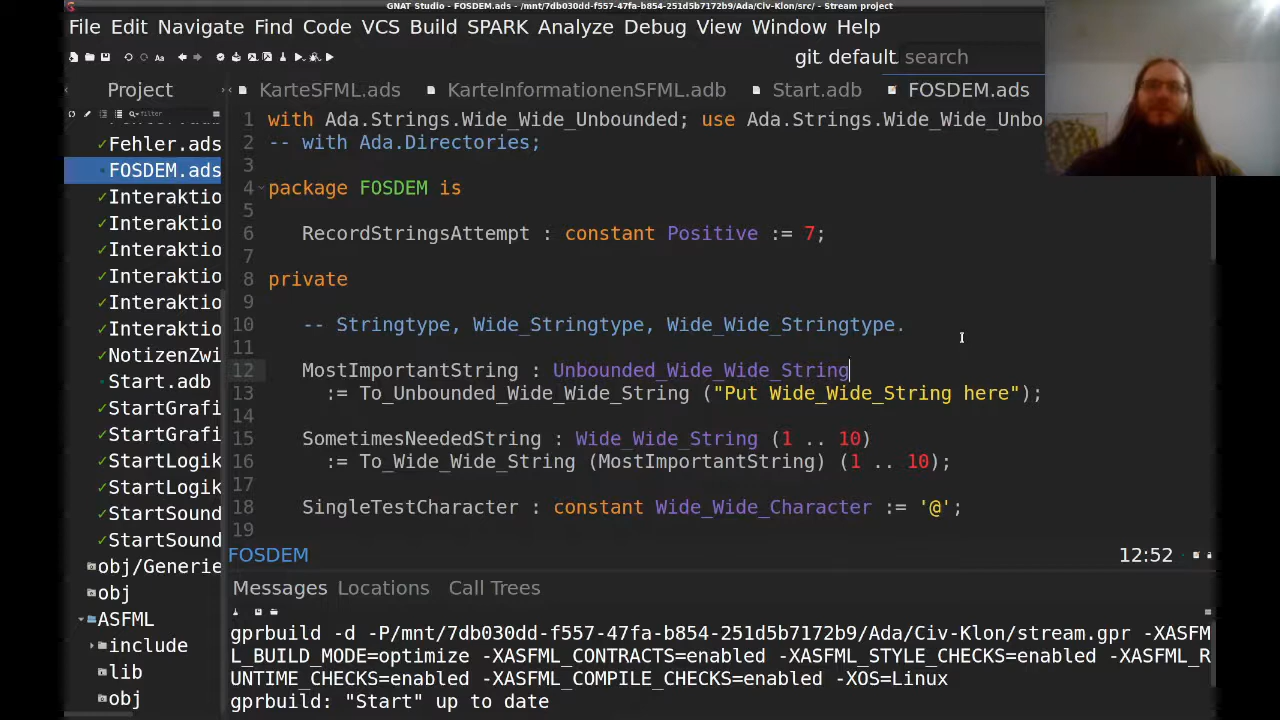 GNAT Studio - FOSDEM.ads - /mnt/7db030dd-f557-47fa-b854-251d5b7172b9/Ada/Civ-Klon/src/ - Stream project
File Edit Navigate Find Code VCS Build SPARK Analyze Debug View Window Help
git default search
Project
KarteSFML.ads KarteInformationenSFML.adb Start.adb FOSDEM.ads
filter
Fehler.ads
FOSDEM.ads
Interaktio
Interaktio
Interaktio
Interaktio
Interaktio
Interaktio
NotizenZwi
Start.adb
StartGrafi
StartGrafi
StartLogik
StartLogik
StartSound
StartSound
obj/Generie
obj
ASFML
include
lib
obj
1 with Ada.Strings.Wide_Wide_Unbounded; use Ada.Strings.Wide_Wide_Unbo
2 -- with Ada.Directories;
3
4 package FOSDEM is
5
6 RecordStringsAttempt : constant Positive := 7;
7
8 private
9
10 -- Stringtype, Wide_Stringtype, Wide_Wide_Stringtype.
11
12 MostImportantString : Unbounded_Wide_Wide_String
13 := To_Unbounded_Wide_Wide_String ("Put Wide_Wide_String here");
14
15 SometimesNeededString : Wide_Wide_String (1 .. 10)
16 := To_Wide_Wide_String (MostImportantString) (1 .. 10);
17
18 SingleTestCharacter : constant Wide_Wide_Character := '@';
19
FOSDEM 12:52
Messages Locations Call Trees
gprbuild -d -P/mnt/7db030dd-f557-47fa-b854-251d5b7172b9/Ada/Civ-Klon/stream.gpr -XASFM
L_BUILD_MODE=optimize -XASFML_CONTRACTS=enabled -XASFML_STYLE_CHECKS=enabled -XASFML_R
UNTIME_CHECKS=enabled -XASFML_COMPILE_CHECKS=enabled -XOS=Linux
gprbuild: "Start" up to date